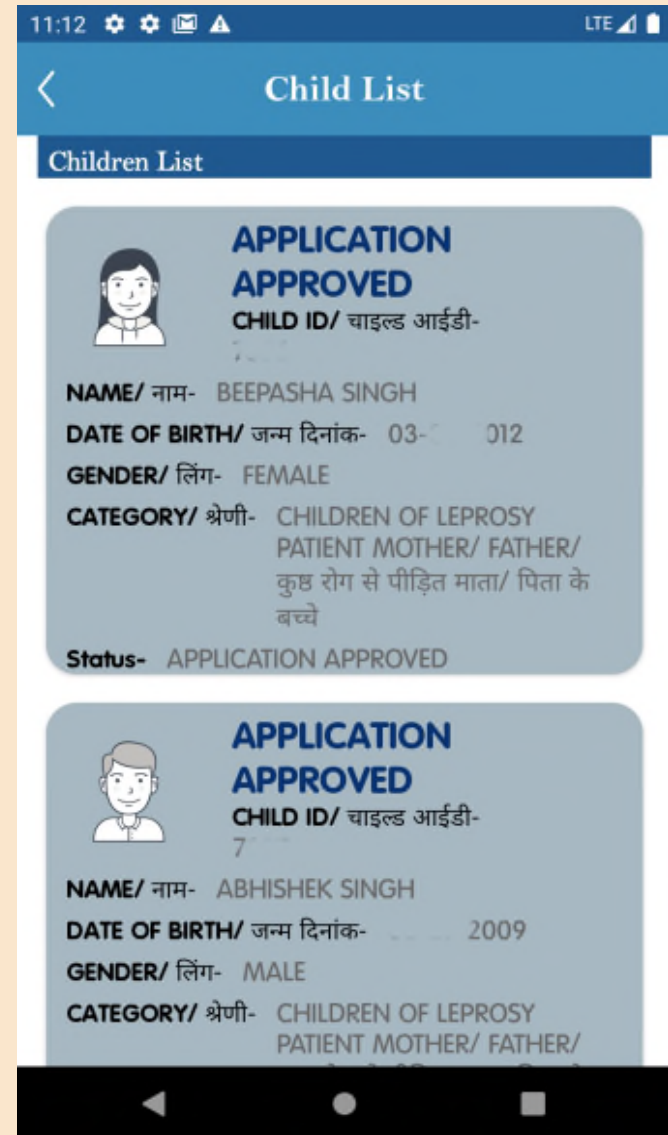 11:12 LTE
Child List
Children List
APPLICATION
APPROVED
CHILD ID/ चाइल्ड आईडी-
NAME/ नाम- BEEPASHA SINGH
DATE OF BIRTH/ जन्म दिनांक- 03- 012
GENDER/ लिंग- FEMALE
CATEGORY/ श्रेणी- CHILDREN OF LEPROSY
PATIENT MOTHER/ FATHER/
कुष्ठ रोग से पीड़ित माता/ पिता के
बच्चे
Status- APPLICATION APPROVED
APPLICATION
APPROVED
CHILD ID/ चाइल्ड आईडी-
7
NAME/ नाम- ABHISHEK SINGH
DATE OF BIRTH/ जन्म दिनांक- 2009
GENDER/ लिंग- MALE
CATEGORY/ श्रेणी- CHILDREN OF LEPROSY
PATIENT MOTHER/ FATHER/